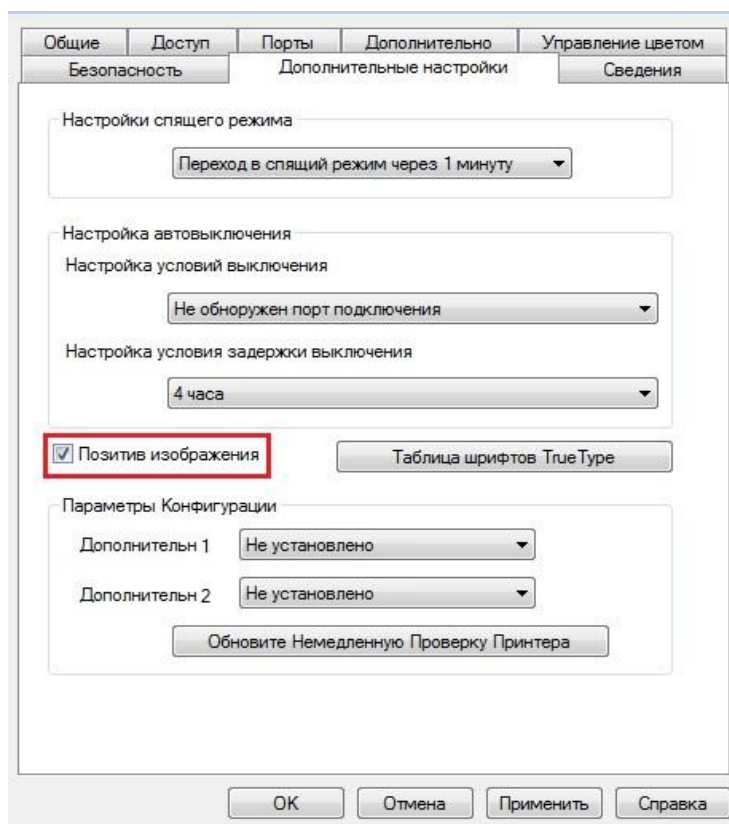 Общие Доступ Порты Дополнительно Управление цветом
Безопасность Дополнительные настройки Сведения
Настройки спящего режима
Переход в спящий режим через 1 минуту
Настройка автовыключения
Настройка условий выключения
Не обноружен порт подключения
Настройка условия задержки выключения
4 часа
Позитив изображения Таблица шрифтов TrueType
Параметры Конфигурации
Дополнительн 1 Не установлено
Дополнительн 2 Не установлено
Обновите Немедленную Проверку Принтера
OK Отмена Применить Справка